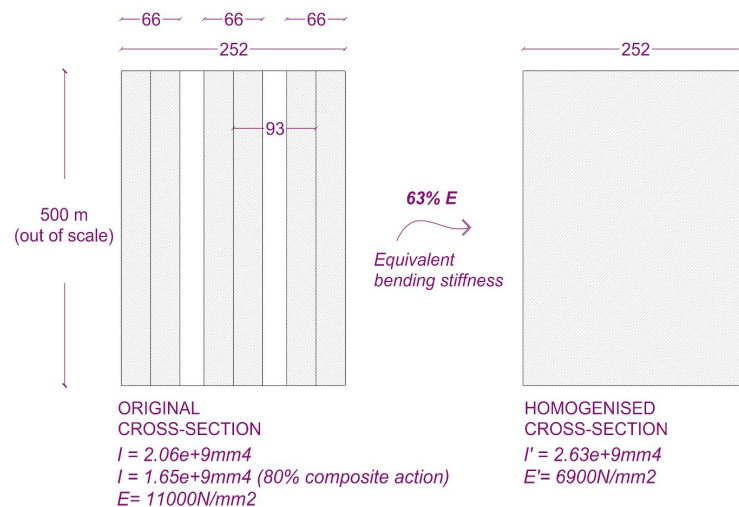 66 66 66
252 252
93
500 m
(out of scale)
63% E
Equivalent
bending stiffness
ORIGINAL
CROSS-SECTION
I = 2.06e+9mm4
I = 1.65e+9mm4 (80% composite action)
E= 11000N/mm2
HOMOGENISED
CROSS-SECTION
I' = 2.63e+9mm4
E'= 6900N/mm2